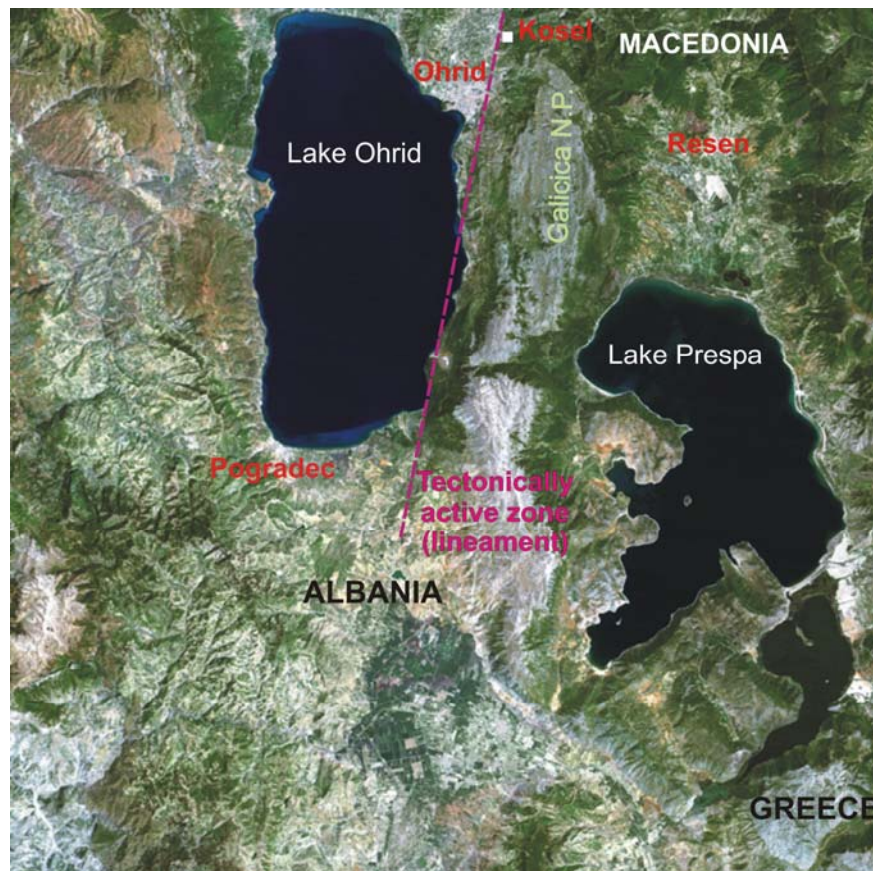 Kosel
MACEDONIA
Ohrid
Galicica N.P.
Resen
Lake Ohrid
Lake Prespa
Pogradec
Tectonically
active zone
(lineament)
ALBANIA
GREECE